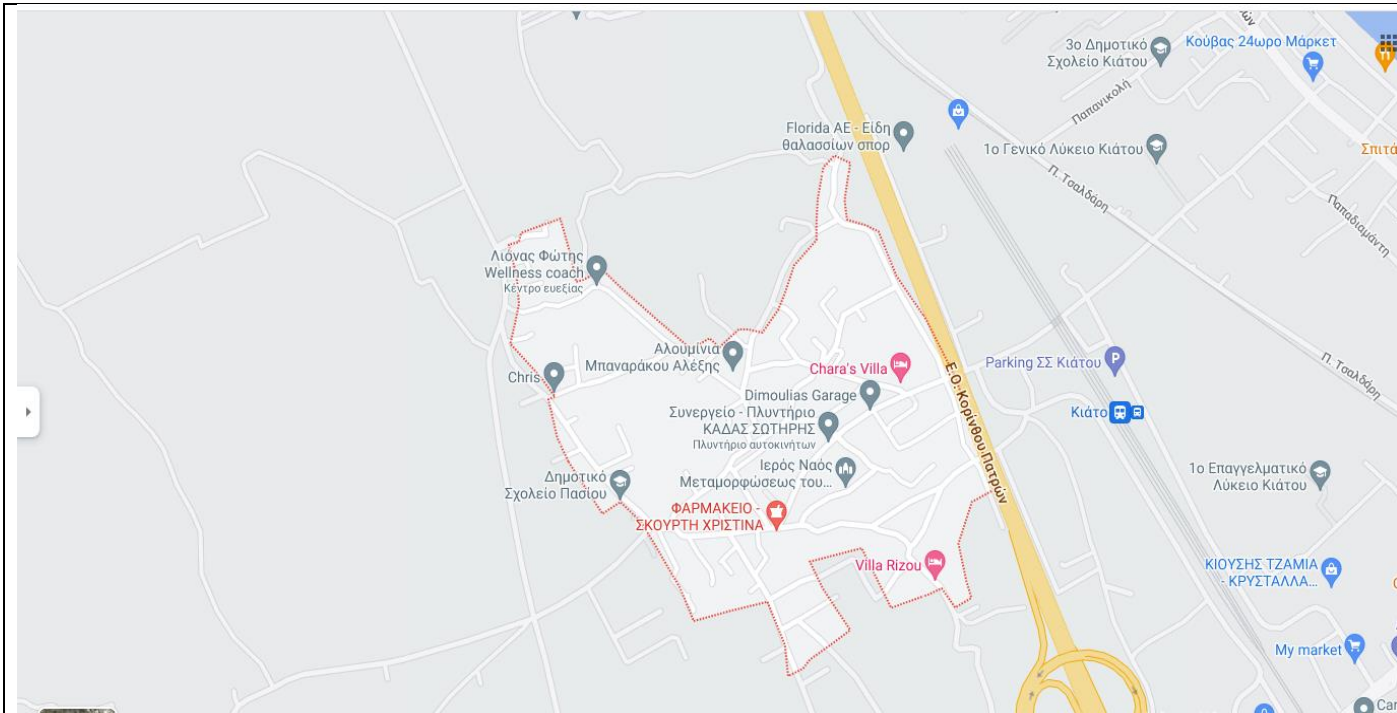 3ο Δημοτικό
Σχολείο Κιάτου
Κούβας 24ωρο Μάρκετ
Παπανικολή
Florida ΑΕ - Είδη
θαλασσίων σπορ
1ο Γενικό Λύκειο Κιάτου
Σπιτά
Π. Τσαλδάρη
Παπαδιαμάντη
Λιόνας Φώτης
Wellness coach
Κέντρο ευεξίας
Αλουμίνια
Μπαναράκου Αλέξης
Chara's Villa
Parking ΣΣ Κιάτου
P
Π. Τσαλδάρη
Chris
Dimoulias Garage
Ε.Ο. Κορίνθου Πατρών
Συνεργείο - Πλυντήριο
ΚΑΔΑΣ ΣΩΤΗΡΗΣ
Πλυντήριο αυτοκινήτων
Κιάτο
Ιερός Ναός
Μεταμορφώσεως του...
1ο Επαγγελματικό
Λύκειο Κιάτου
Δημοτικό
Σχολείο Πασίου
ΦΑΡΜΑΚΕΙΟ -
ΣΚΟΥΡΤΗ ΧΡΙΣΤΙΝΑ
Villa Rizou
ΚΙΟΥΣΗΣ ΤΖΑΜΙΑ
- ΚΡΥΣΤΑΛΛΑ...
My market
Car